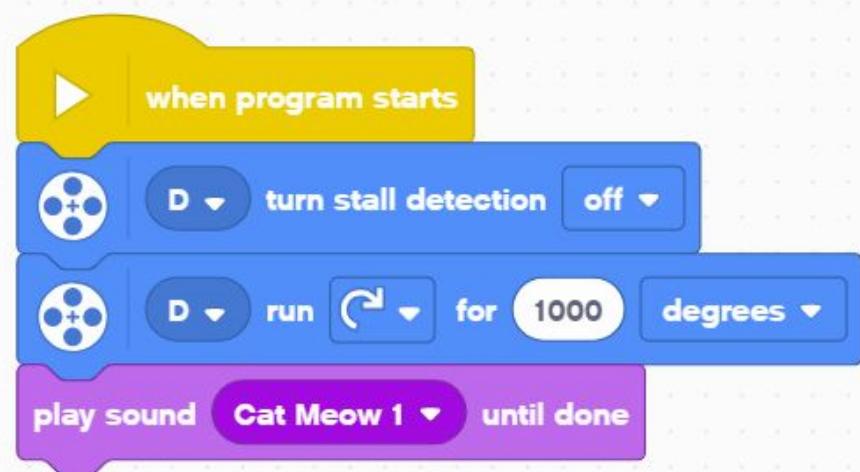 when program starts
D turn stall detection off
D run for 1000 degrees
play sound Cat Meow 1 until done